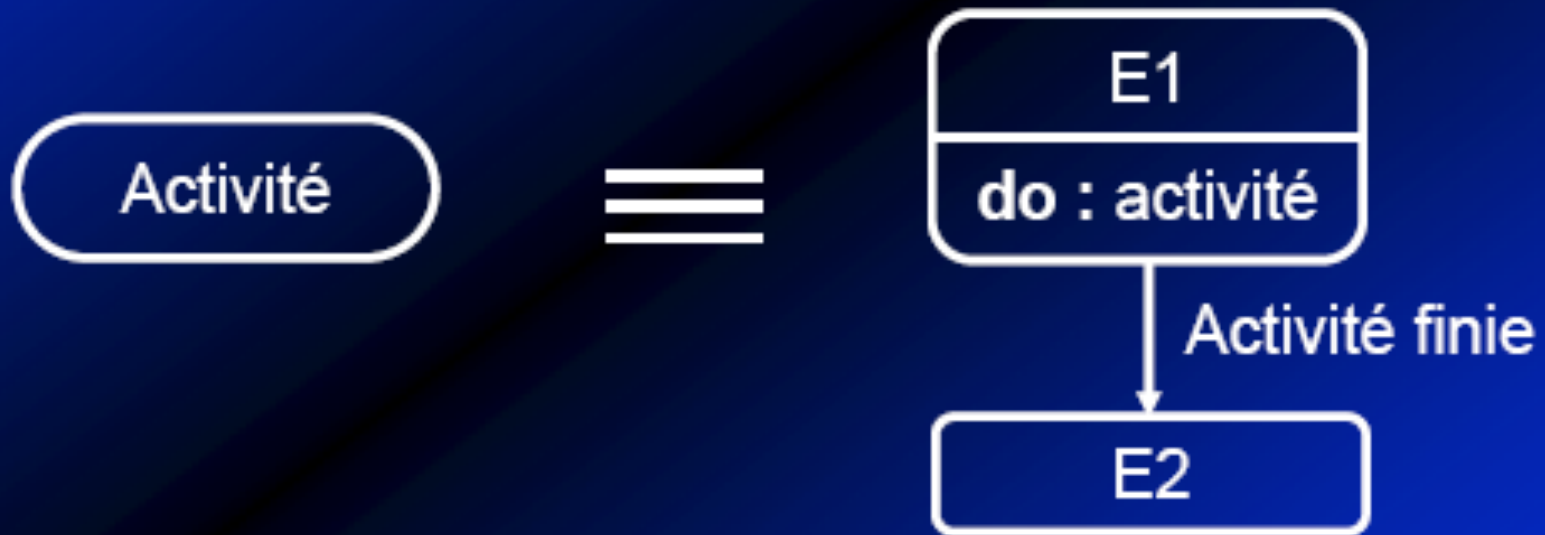 Activité
E1
do : activité
Activité finie
E2